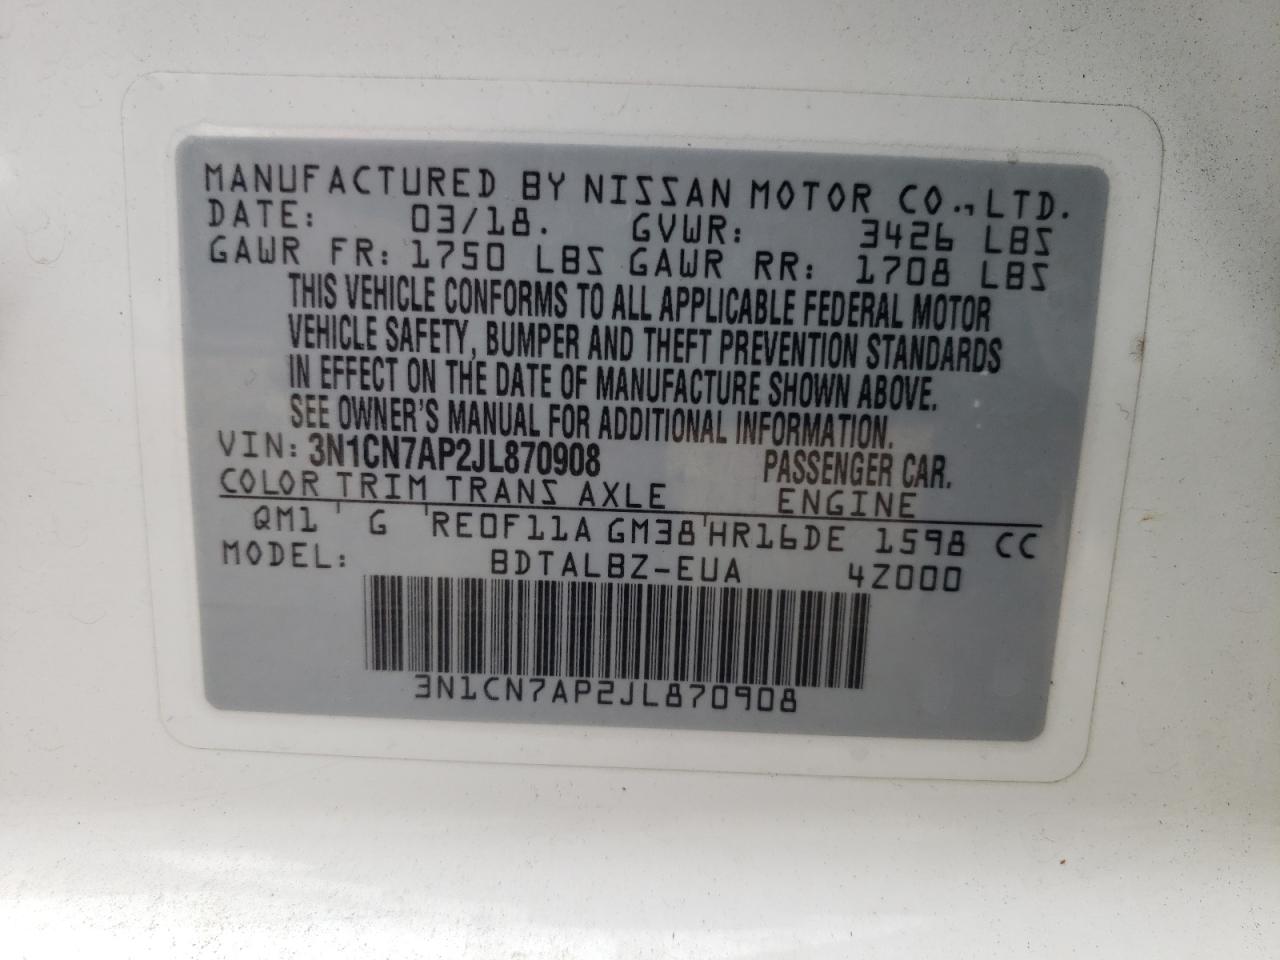 MANUFACTURED BY NISSAN MOTOR CO., LTD.
DATE: 03/18. GVWR: 3426 LBS
GAWR FR: 1750 LBS GAWR RR: 1708 LBS
THIS VEHICLE CONFORMS TO ALL APPLICABLE FEDERAL MOTOR
VEHICLE SAFETY, BUMPER AND THEFT PREVENTION STANDARDS
IN EFFECT ON THE DATE OF MANUFACTURE SHOWN ABOVE.
SEE OWNER'S MANUAL FOR ADDITIONAL INFORMATION.
VIN: 3N1CN7AP2JL870908 PASSENGER CAR.
COLOR TRIM TRANS AXLE ENGINE
QM1 ' G ' RE0F11A GM38 ' HR16DE 1598 CC
MODEL: BDTALBZ-EUA 4Z000
3N1CN7AP2JL870908